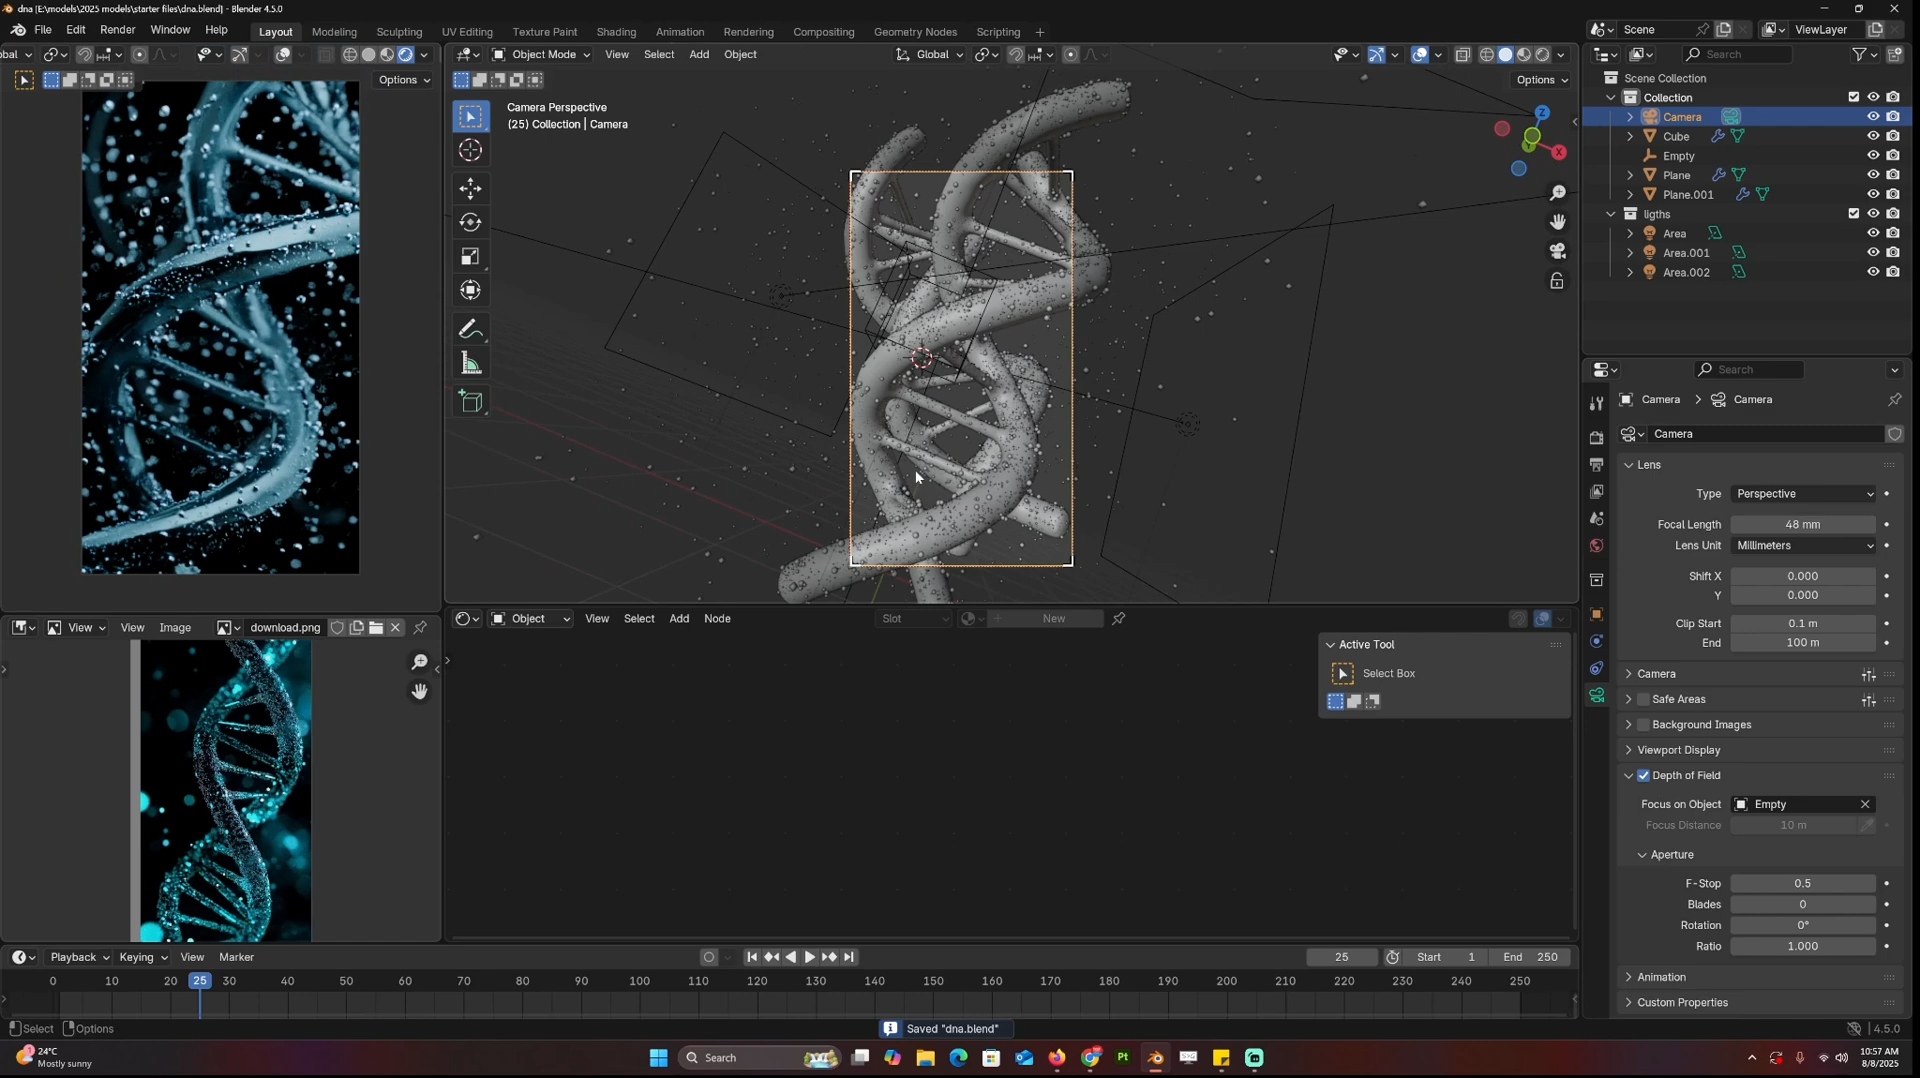 dna [E:\models\2025 models\starter files\dna.blend] - Blender 4.5.0
File Edit Render Window Help
Layout Modeling Sculpting UV Editing Texture Paint Shading Animation Rendering Compositing Geometry Nodes Scripting
Scene
ViewLayer
bal
Options
Object Mode View Select Add Object
Global
Options
Camera Perspective
(25) Collection | Camera
Z
X
Y
Search
Scene Collection
Collection
Camera
Cube
Empty
Plane
Plane.001
ligths
Area
Area.001
Area.002
Search
Camera > Camera
Camera
Lens
Type Perspective
Focal Length 48 mm
Lens Unit Millimeters
Shift X 0.000
Y 0.000
Clip Start 0.1 m
End 100 m
Camera
Safe Areas
Background Images
Viewport Display
Depth of Field
Focus on Object Empty
Focus Distance 10 m
Aperture
F-Stop 0.5
Blades 0
Rotation 0°
Ratio 1.000
Animation
Custom Properties
View View Image download.png
Object View Select Add Node
Slot New
Active Tool
Select Box
Playback Keying View Marker
25 Start 1 End 250
0 10 20 25 30 40 50 60 70 80 90 100 110 120 130 140 150 160 170 180 190 200 210 220 230 240 250
Select Options
Saved "dna.blend"
4.5.0
24°C
Mostly sunny
Search
Pt
10:57 AM
8/8/2025